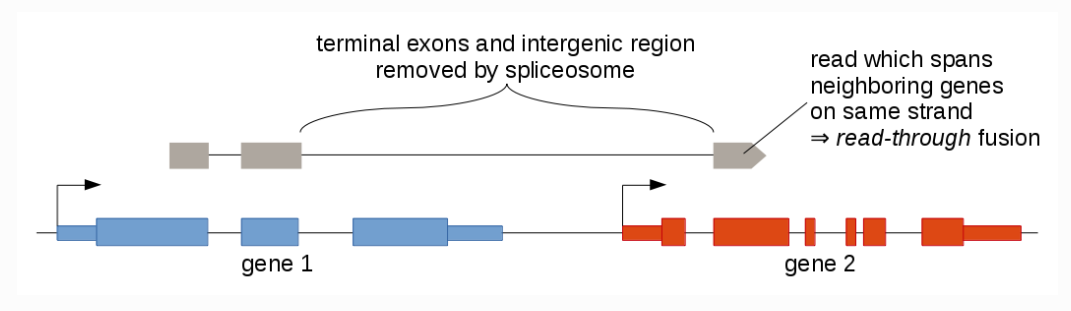 terminal exons and intergenic region
removed by spliceosome
read which spans
neighboring genes
on same strand
⇒ read-through fusion
gene 1
gene 2